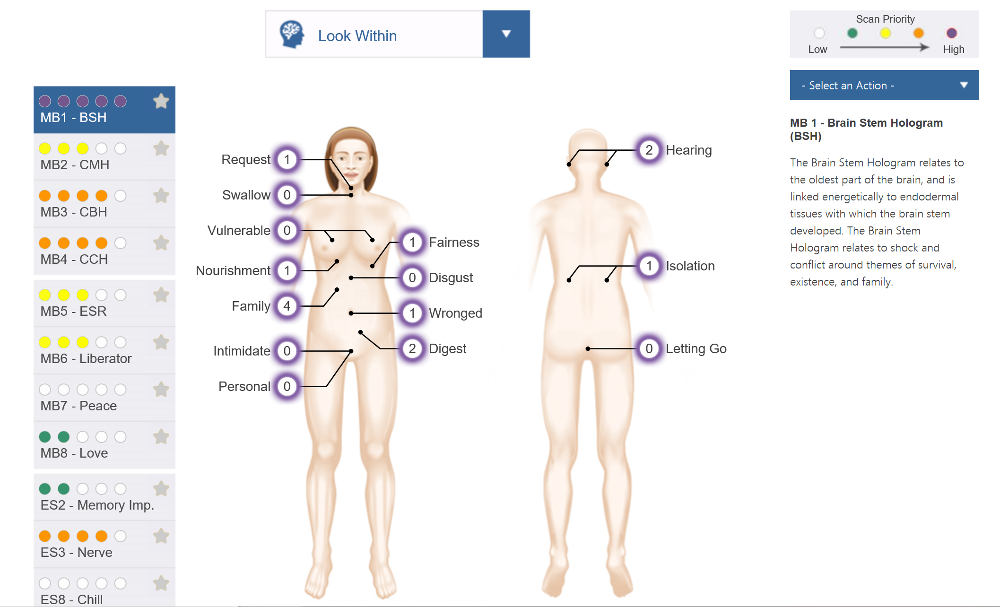 Look Within
Scan Priority
Low
High
- Select an Action -
MB1 - BSH
MB2 - CMH
MB3 - CBH
MB4 - CCH
MB5 - ESR
MB6 - Liberator
MB7 - Peace
MB8 - Love
ES2 - Memory Imp.
ES3 - Nerve
ES8 - Chill
Request 1
Swallow 0
Vulnerable 0
Nourishment 1
Family 4
Intimidate 0
Personal 0
1 Fairness
0 Disgust
1 Wronged
2 Digest
2 Hearing
1 Isolation
0 Letting Go
MB 1 - Brain Stem Hologram
(BSH)
The Brain Stem Hologram relates to
the oldest part of the brain, and is
linked energetically to endodermal
tissues with which the brain stem
developed. The Brain Stem
Hologram relates to shock and
conflict around themes of survival,
existence, and family.